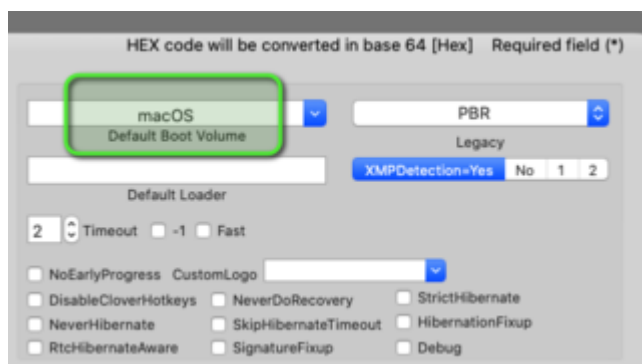 HEX code will be converted in base 64 [Hex] Required field (*)
macOS PBR
Default Boot Volume Legacy
XMPDetection=Yes No 1 2
Default Loader
2 Timeout -1 Fast
NoEarlyProgress CustomLogo
DisableCloverHotkeys NeverDoRecovery StrictHibernate
NeverHibernate SkipHibernateTimeout HibernationFixup
RtcHibernateAware SignatureFixup Debug